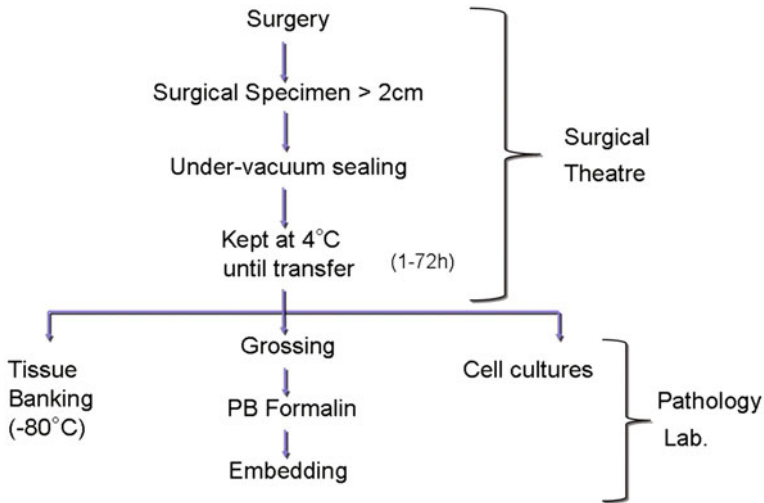 Surgery
Surgical Specimen > 2cm
Under-vacuum sealing
Kept at 4°C
until transfer
(1-72h)
Surgical
Theatre
Tissue
Banking
(-80°C)
Grossing
PB Formalin
Embedding
Cell cultures
Pathology
Lab.